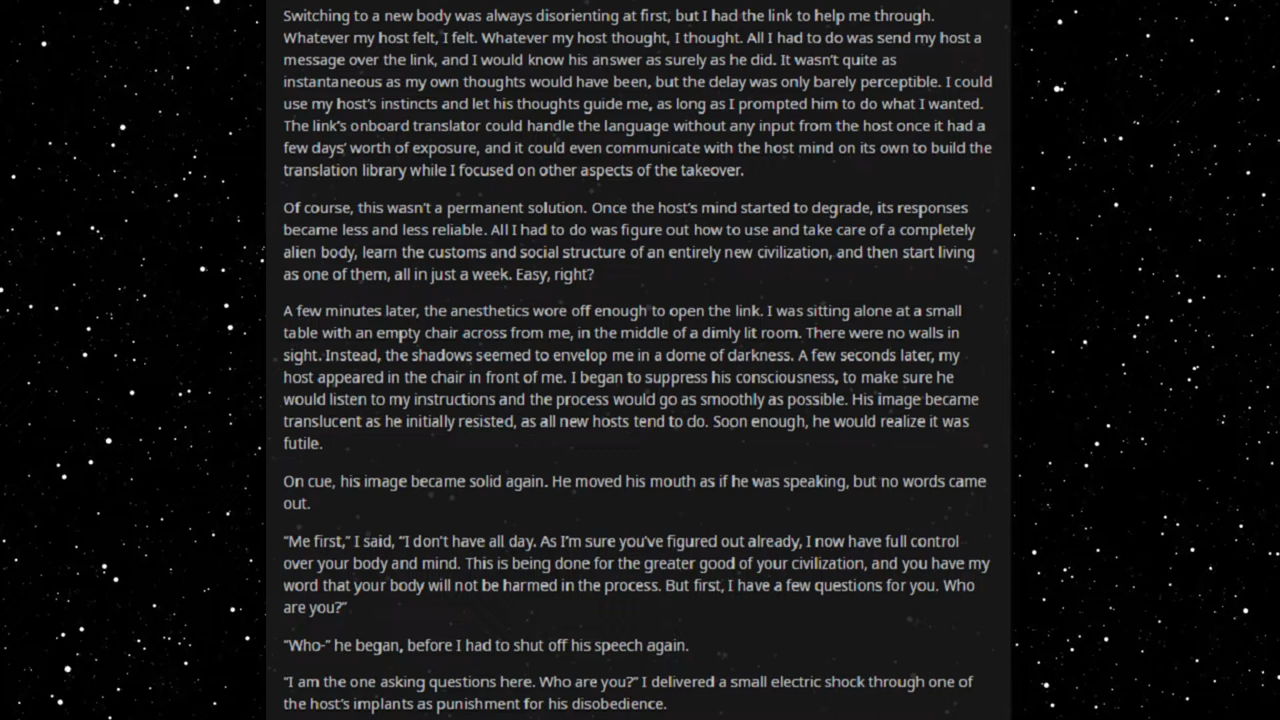 Switching to a new body was always disorienting at first, but I had the link to help me through.
Whatever my host felt, I felt. Whatever my host thought, I thought. All I had to do was send my host a
message over the link, and I would know his answer as surely as he did. It wasn’t quite as
instantaneous as my own thoughts would have been, but the delay was only barely perceptible. I could
use my host’s instincts and let his thoughts guide me, as long as I prompted him to do what I wanted.
The link’s onboard translator could handle the language without any input from the host once it had a
few days’ worth of exposure, and it could even communicate with the host mind on its own to build the
translation library while I focused on other aspects of the takeover.
Of course, this wasn’t a permanent solution. Once the host’s mind started to degrade, its responses
became less and less reliable. All I had to do was figure out how to use and take care of a completely
alien body, learn the customs and social structure of an entirely new civilization, and then start living
as one of them, all in just a week. Easy, right?
A few minutes later, the anesthetics wore off enough to open the link. I was sitting alone at a small
table with an empty chair across from me, in the middle of a dimly lit room. There were no walls in
sight. Instead, the shadows seemed to envelop me in a dome of darkness. A few seconds later, my
host appeared in the chair in front of me. I began to suppress his consciousness, to make sure he
would listen to my instructions and the process would go as smoothly as possible. His image became
translucent as he initially resisted, as all new hosts tend to do. Soon enough, he would realize it was
futile.
On cue, his image became solid again. He moved his mouth as if he was speaking, but no words came
out.
“Me first,” I said, “I don’t have all day. As I’m sure you’ve figured out already, I now have full control
over your body and mind. This is being done for the greater good of your civilization, and you have my
word that your body will not be harmed in the process. But first, I have a few questions for you. Who
are you?”
“Who-” he began, before I had to shut off his speech again.
“I am the one asking questions here. Who are you?” I delivered a small electric shock through one of
the host’s implants as punishment for his disobedience.